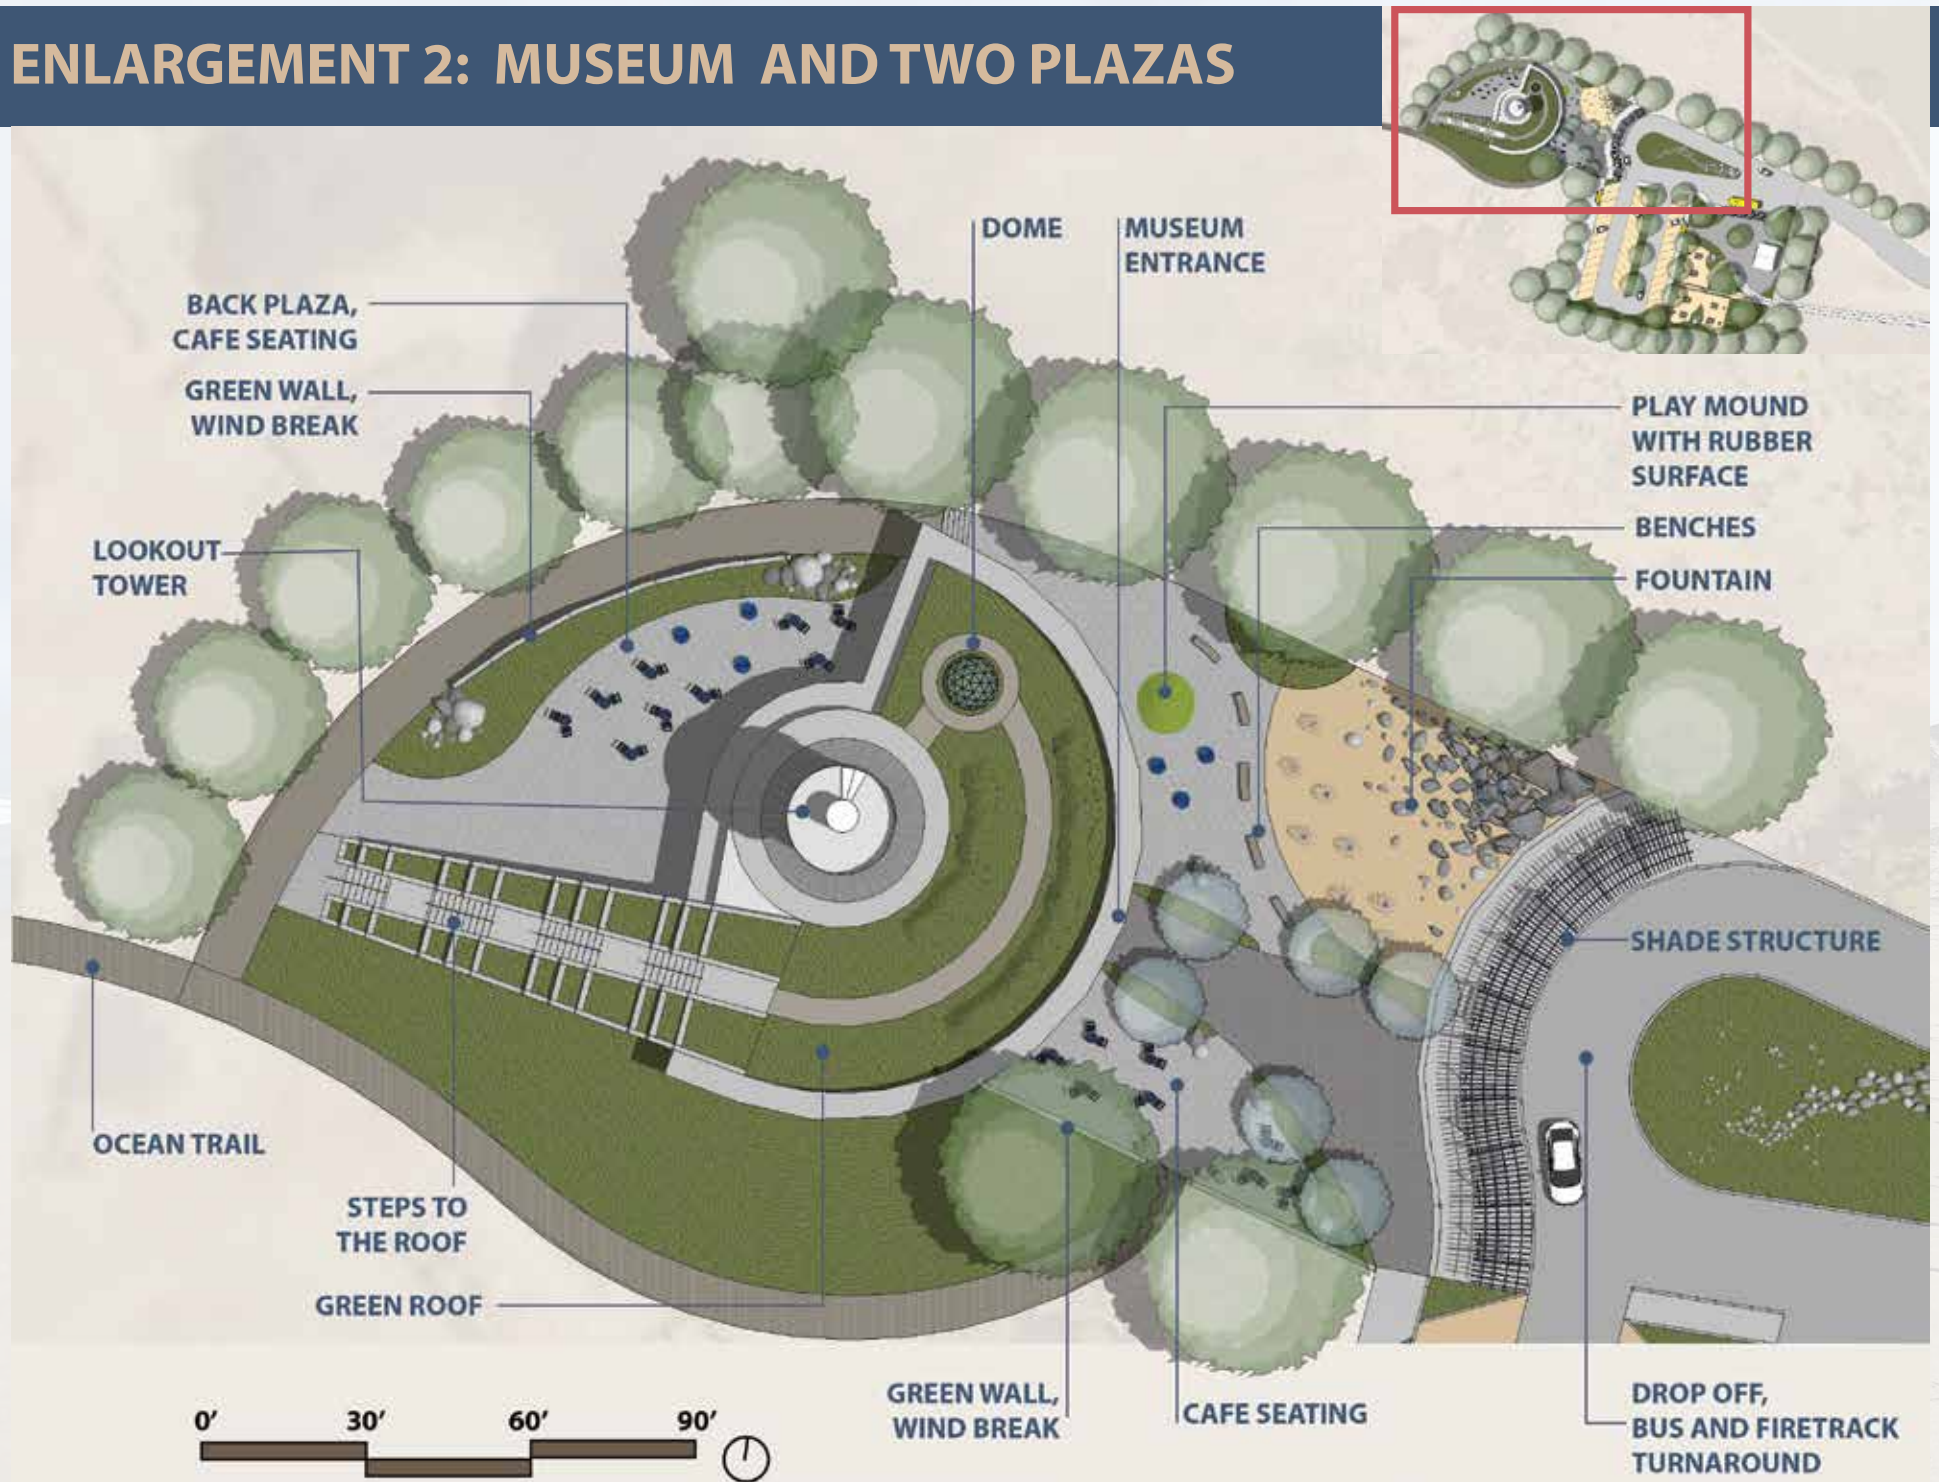 ENLARGEMENT 2: MUSEUM AND TWO PLAZAS
DOME
MUSEUM
ENTRANCE
BACK PLAZA,
CAFE SEATING
GREEN WALL,
WIND BREAK
LOOKOUT
TOWER
PLAY MOUND
WITH RUBBER
SURFACE
BENCHES
FOUNTAIN
SHADE STRUCTURE
OCEAN TRAIL
STEPS TO
THE ROOF
GREEN ROOF
GREEN WALL,
WIND BREAK
CAFE SEATING
DROP OFF,
BUS AND FIRETRACK
TURNAROUND
0' 30' 60' 90'